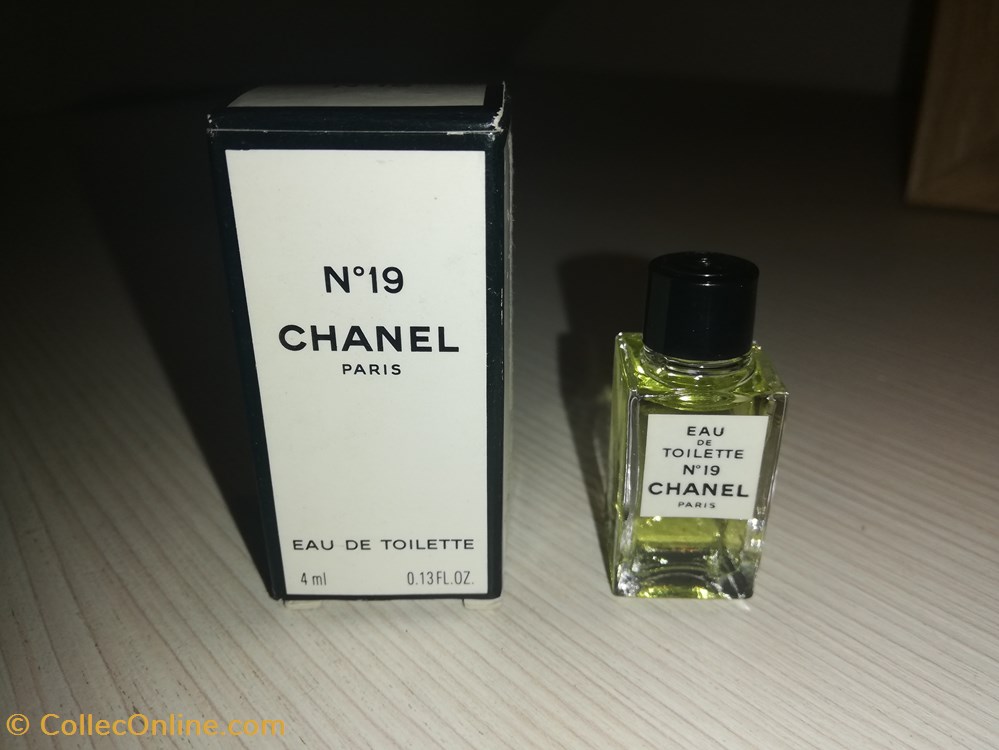 N°19
CHANEL
PARIS
EAU DE TOILETTE
4 ml 0.13 FL.OZ.
EAU
DE
TOILETTE
N°19
CHANEL
PARIS
© CollecOnline.com